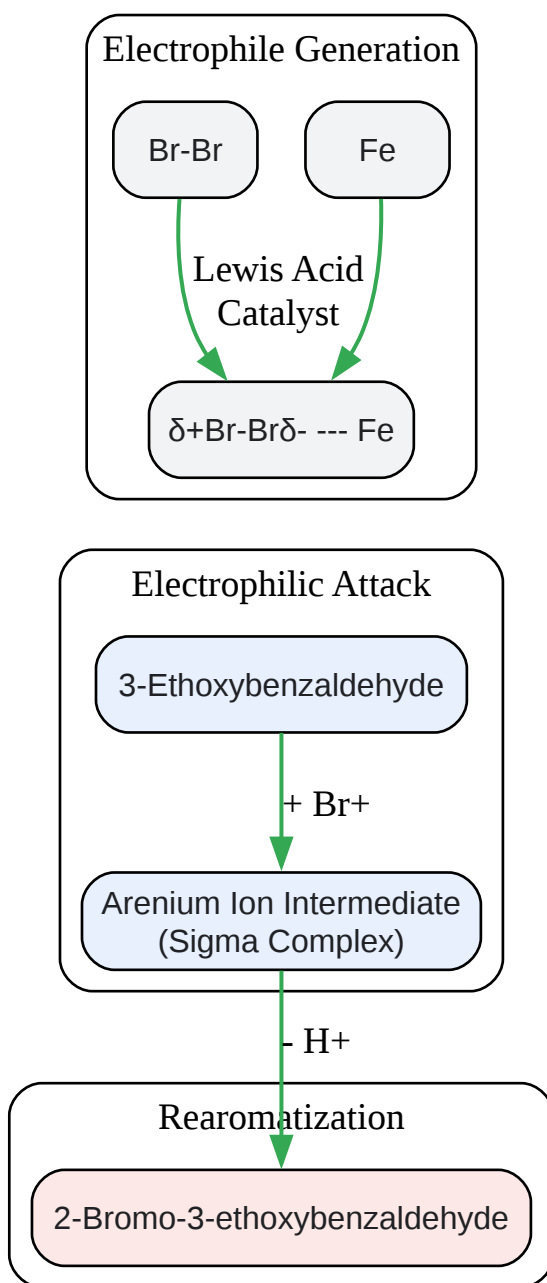 Electrophile Generation
Br-Br
Fe
Lewis Acid
Catalyst
δ+Br-Brδ- --- Fe
Electrophilic Attack
3-Ethoxybenzaldehyde
+ Br+
Arenium Ion Intermediate
(Sigma Complex)
- H+
Rearomatization
2-Bromo-3-ethoxybenzaldehyde